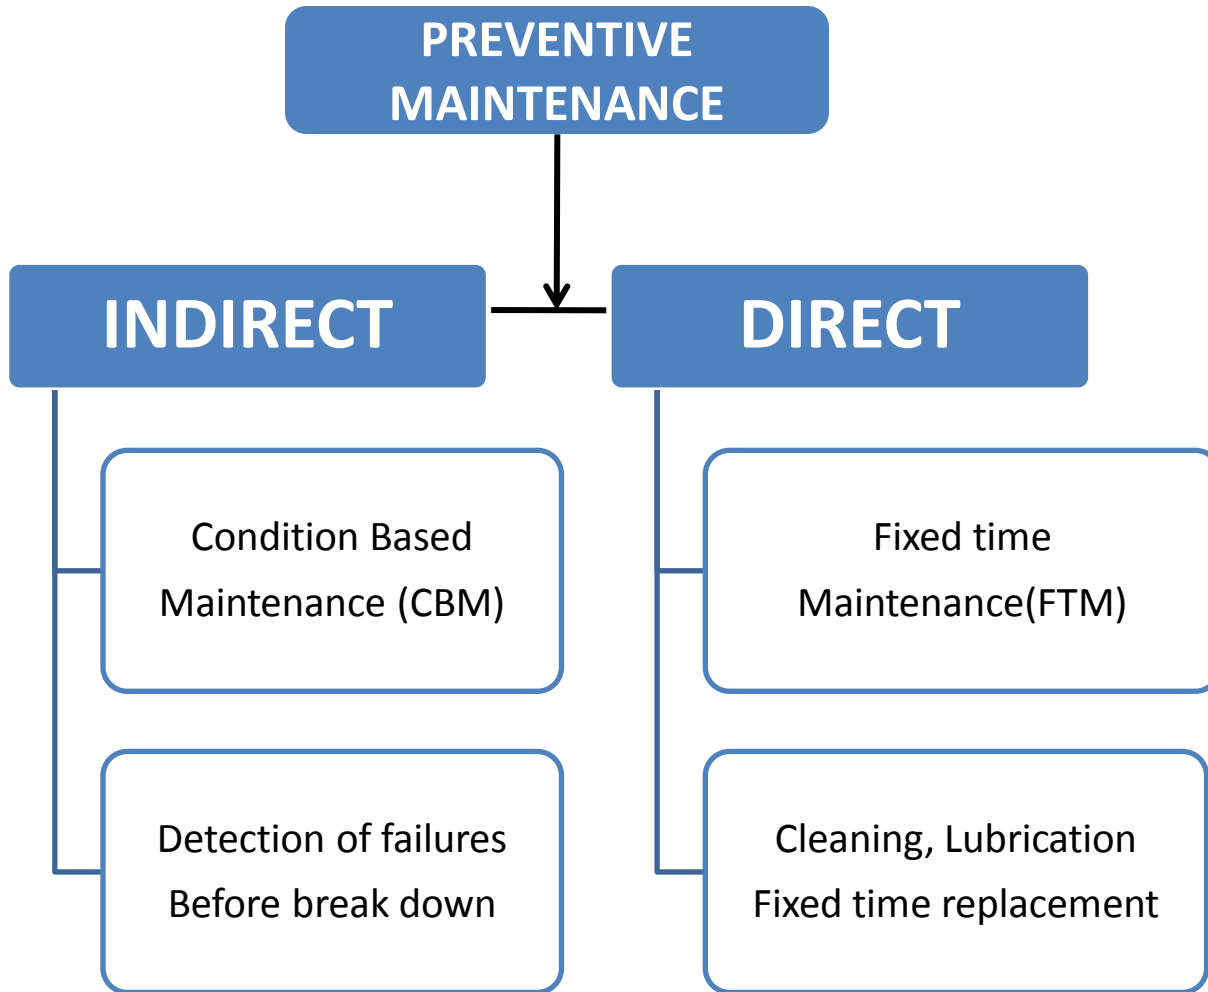 PREVENTIVE
MAINTENANCE
INDIRECT
DIRECT
Condition Based
Maintenance (CBM)
Fixed time
Maintenance(FTM)
Detection of failures
Before break down
Cleaning, Lubrication
Fixed time replacement